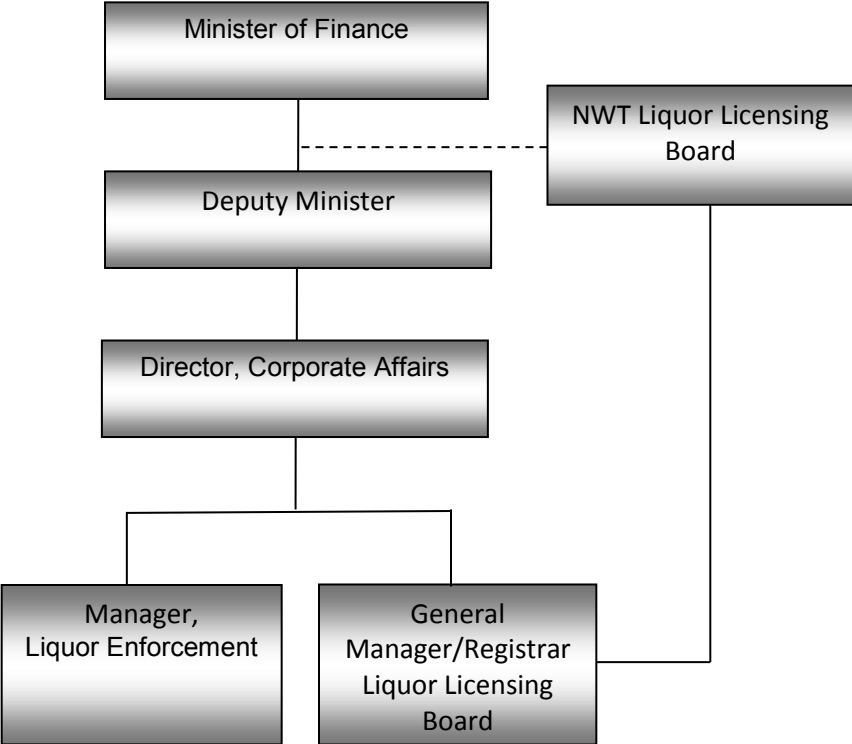 Minister of Finance
NWT Liquor Licensing
Board
Deputy Minister
Director, Corporate Affairs
Manager,
Liquor Enforcement
General
Manager/Registrar
Liquor Licensing
Board